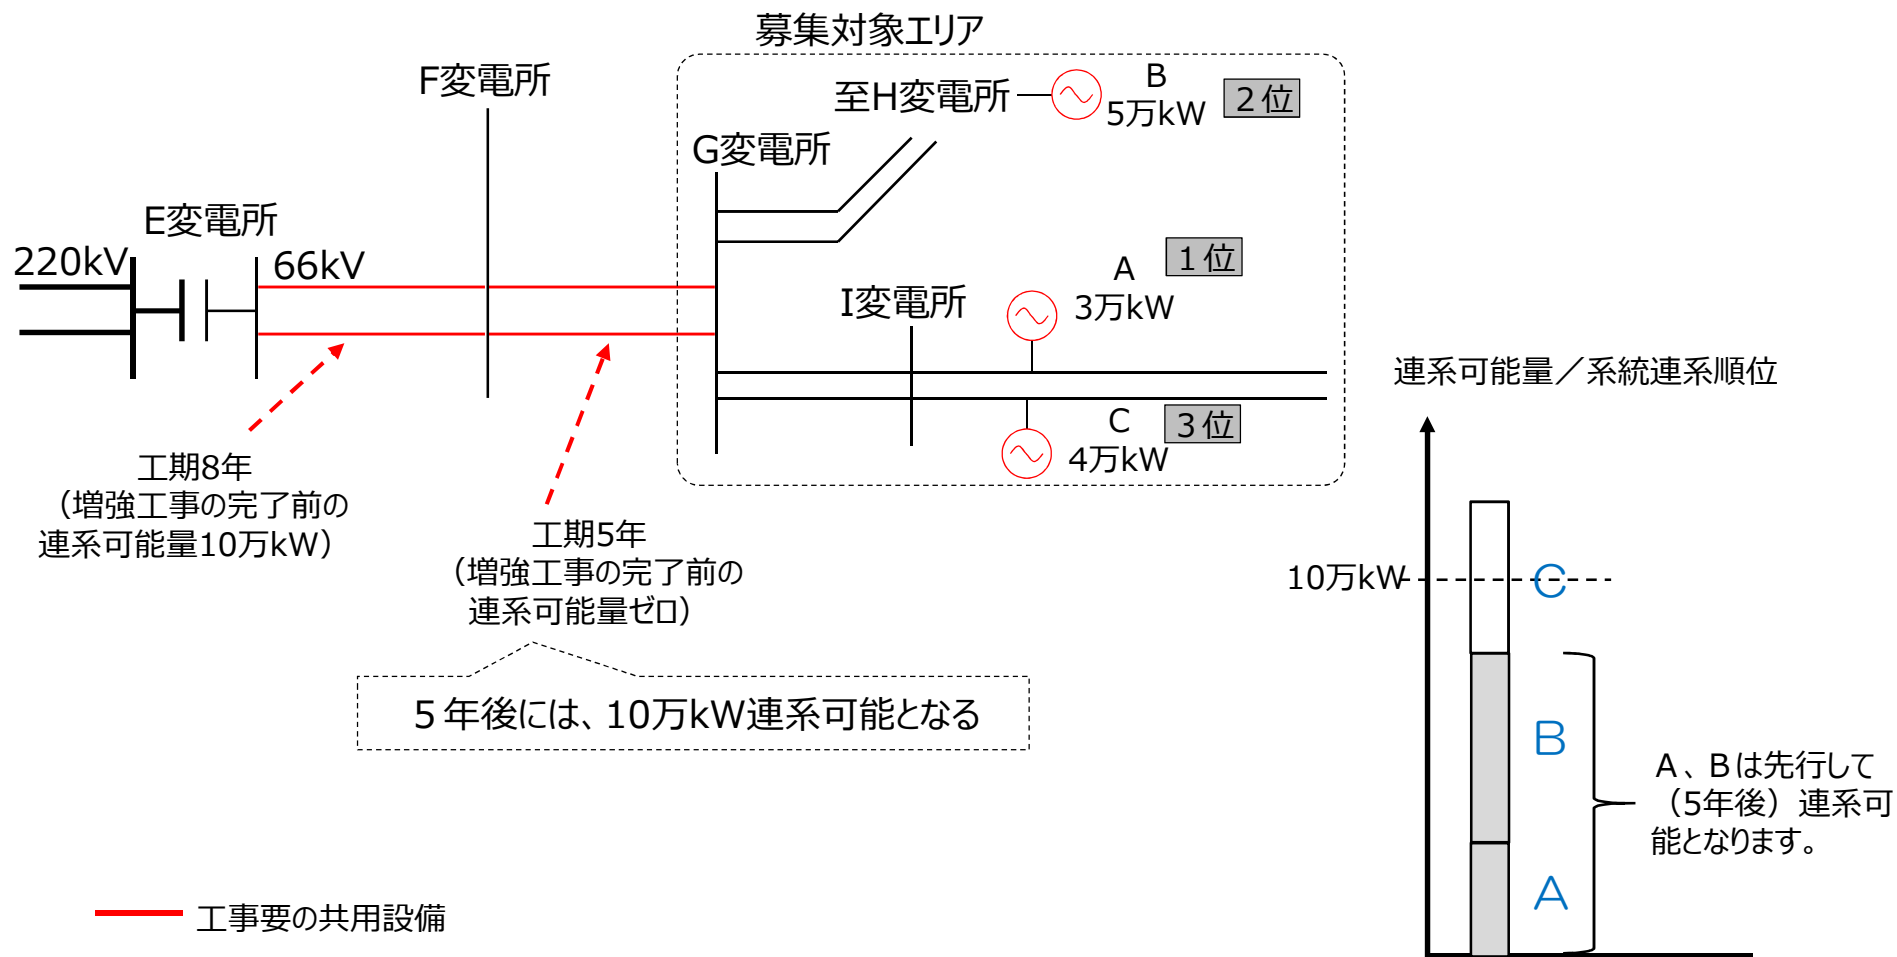 募集対象エリア
F変電所
至H変電所
B
5万kW
２位
G変電所
E変電所
220kV
66kV
A
１位
3万kW
I変電所
C
３位
4万kW
工期8年
（増強工事の完了前の
連系可能量10万kW）
工期5年
（増強工事の完了前の
連系可能量ゼロ）
５年後には、10万kW連系可能となる
連系可能量／系統連系順位
10万kW
C
B
A
A、Bは先行して
（5年後）連系可
能となります。
工事要の共用設備